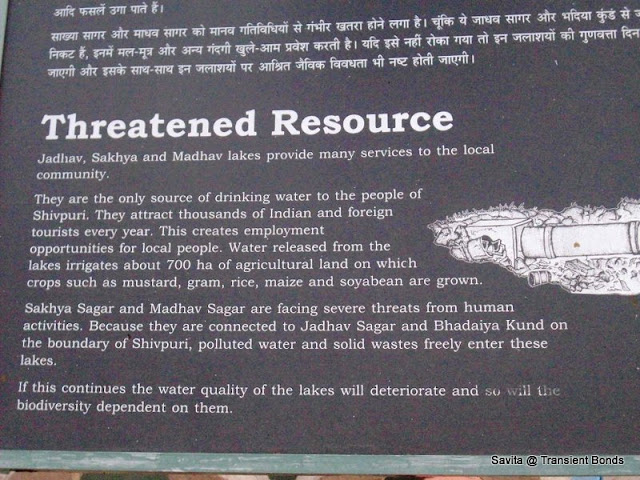 आदि फसलें उगा पाते हैं।
साख्या सागर और माधव सागर को मानव गतिविधियों से गंभीर खतरा होने लगा है। चूंकि ये जाधव सागर और भदिया कुंड से ज
निकट हैं, इनमें मल-मूत्र और अन्य गंदगी खुले-आम प्रवेश करती है। यदि इसे नहीं रोका गया तो इन जलाशयों की गुणवत्ता दिन
जाएगी और इसके साथ-साथ इन जलाशयों पर आश्रित जैविक विवधता भी नष्ट होती जाएगी।
Threatened Resource
Jadhav, Sakhya and Madhav lakes provide many services to the local
community.
They are the only source of drinking water to the people of
Shivpuri. They attract thousands of Indian and foreign
tourists every year. This creates employment
opportunities for local people. Water released from the
lakes irrigates about 700 ha of agricultural land on which
crops such as mustard, gram, rice, maize and soyabean are grown.
Sakhya Sagar and Madhav Sagar are facing severe threats from human
activities. Because they are connected to Jadhav Sagar and Bhadaiya Kund on
the boundary of Shivpuri, polluted water and solid wastes freely enter these
lakes.
If this continues the water quality of the lakes will deteriorate and so will the
biodiversity dependent on them.
Savita @ Transient Bonds